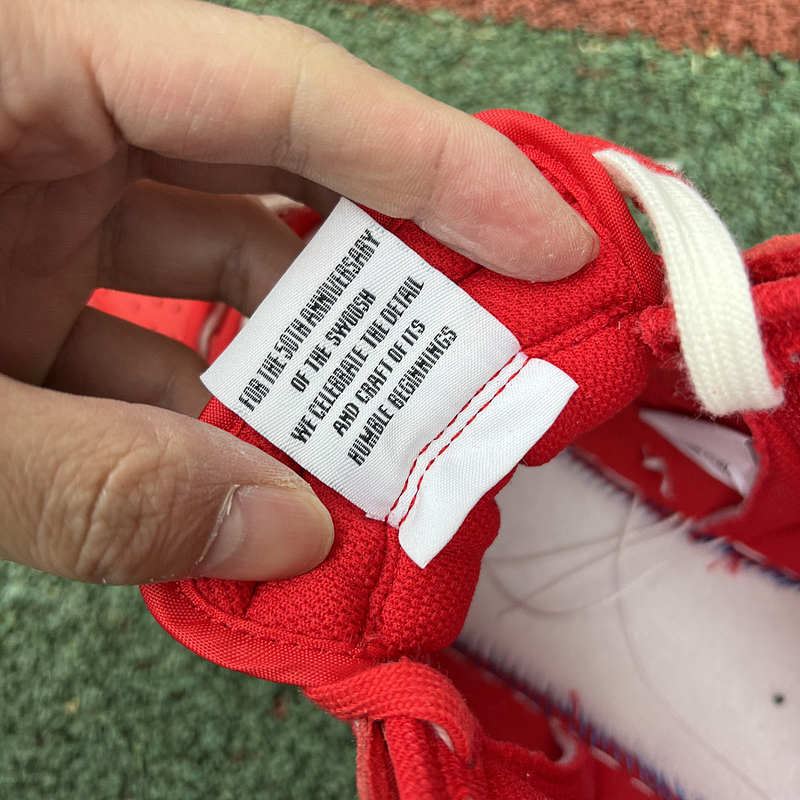 FOR THE 50TH ANNIVERSARY
OF THE SWOOSH
WE CELEBRATE THE DETAIL
AND CRAFT OF ITS
HUMBLE BEGINNINGS